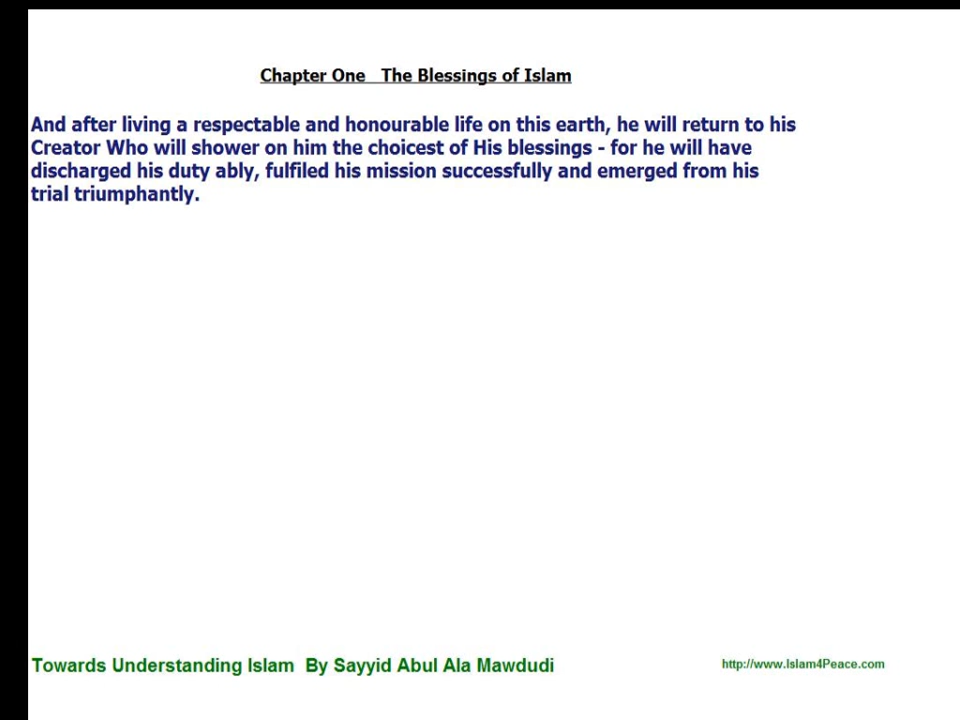 Chapter One   The Blessings of Islam
And after living a respectable and honourable life on this earth, he will return to his
Creator Who will shower on him the choicest of His blessings - for he will have
discharged his duty ably, fulfiled his mission successfully and emerged from his
trial triumphantly.
Towards Understanding Islam  By Sayyid Abul Ala Mawdudi
http://www.Islam4Peace.com